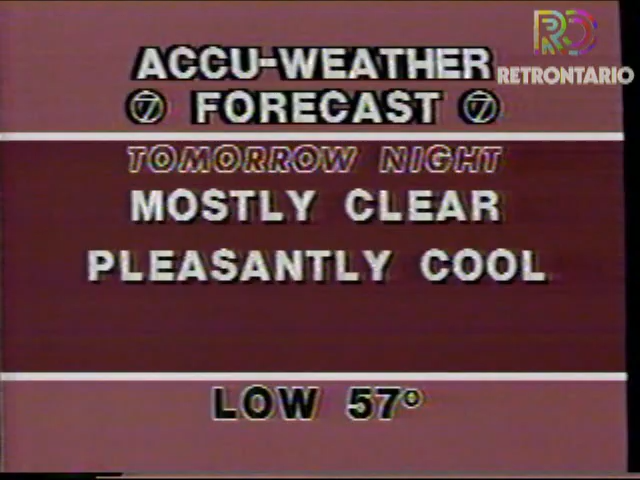 RETRONTARIO
ACCU-WEATHER
7 FORECAST 7
TOMORROW NIGHT
MOSTLY CLEAR
PLEASANTLY COOL
LOW 57°